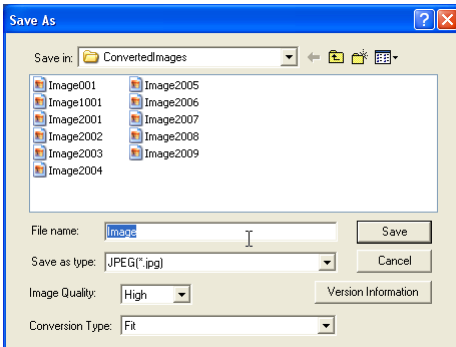 Save As
Save in: ConvertedImages
Image001 Image2005
Image1001 Image2006
Image2001 Image2007
Image2002 Image2008
Image2003 Image2009
Image2004
File name: Image Save
Save as type: JPEG(*.jpg) Cancel
Image Quality: High Version Information
Conversion Type: Fit